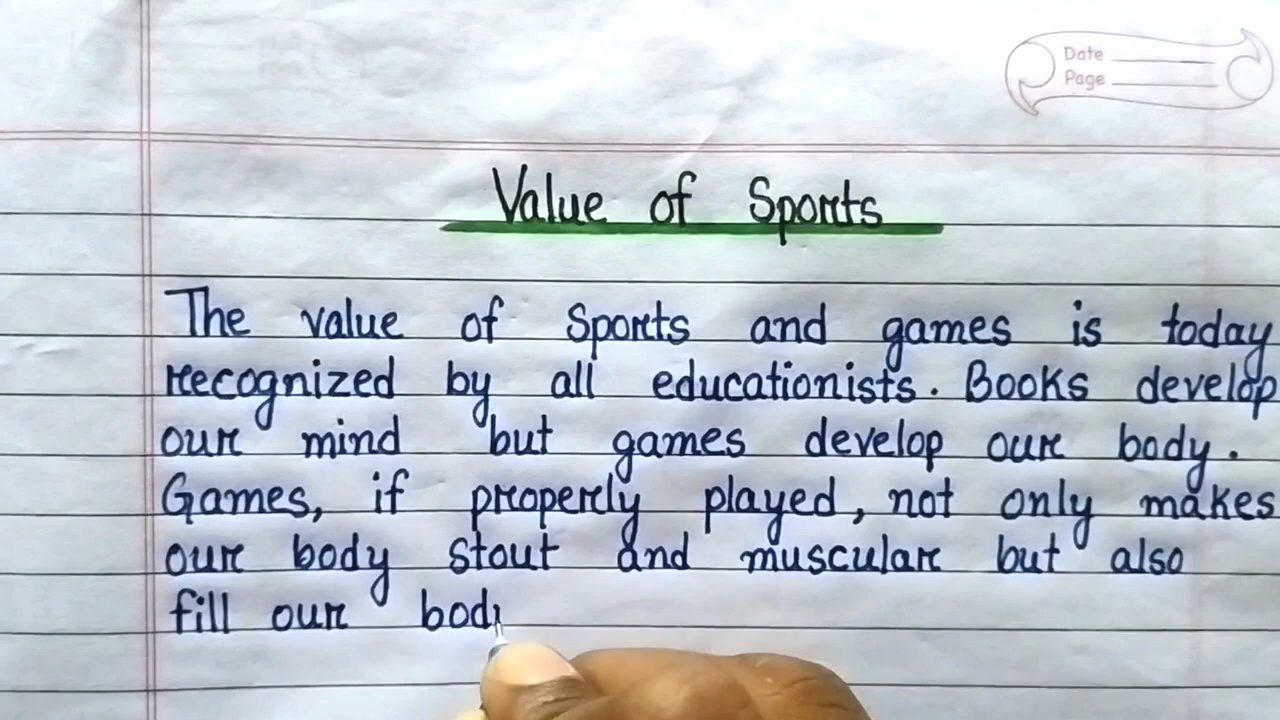 Date
Page
Value of Sports
The value of Sports and games is today
recognized by all educationists. Books develop
our mind but games develop our body.
Games, if properly played, not only makes
our body stout and muscular but also
fill our bod